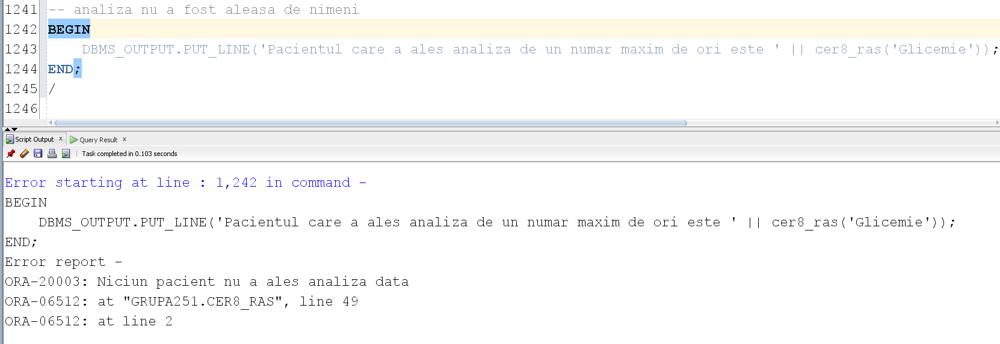 1241 -- analiza nu a fost aleasa de nimeni
1242 BEGIN
1243 DBMS_OUTPUT.PUT_LINE('Pacientul care a ales analiza de un numar maxim de ori este ' || cer8_ras('Glicemie'));
1244 END;
1245 /
1246
Script Output x Query Result x
Task completed in 0.103 seconds
Error starting at line : 1,242 in command -
BEGIN
    DBMS_OUTPUT.PUT_LINE('Pacientul care a ales analiza de un numar maxim de ori este ' || cer8_ras('Glicemie'));
END;
Error report -
ORA-20003: Niciun pacient nu a ales analiza data
ORA-06512: at "GRUPA251.CER8_RAS", line 49
ORA-06512: at line 2